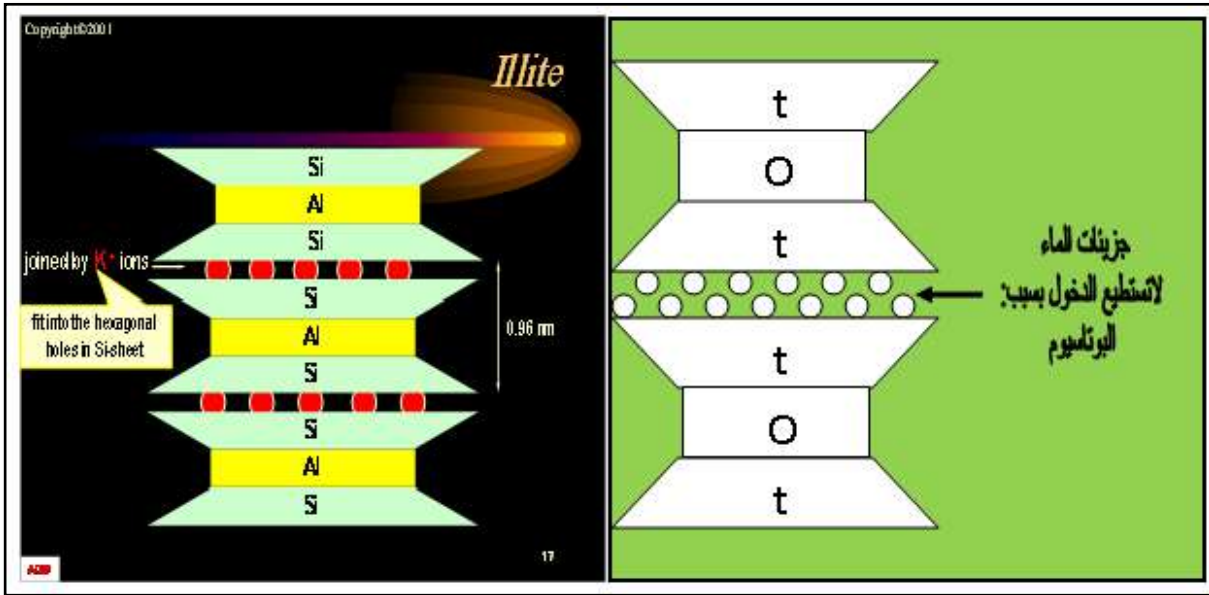 Copyright©2001
Illite
Si
Al
Si
joined by K+ ions
fit into the hexagonal
holes in Si-sheet
Si
Al
Si
0.96 nm
Si
Al
Si
17
t
O
t
جزيئات الماء
لاتستطيع الدخول بسبب:
البوتاسيوم
t
O
t